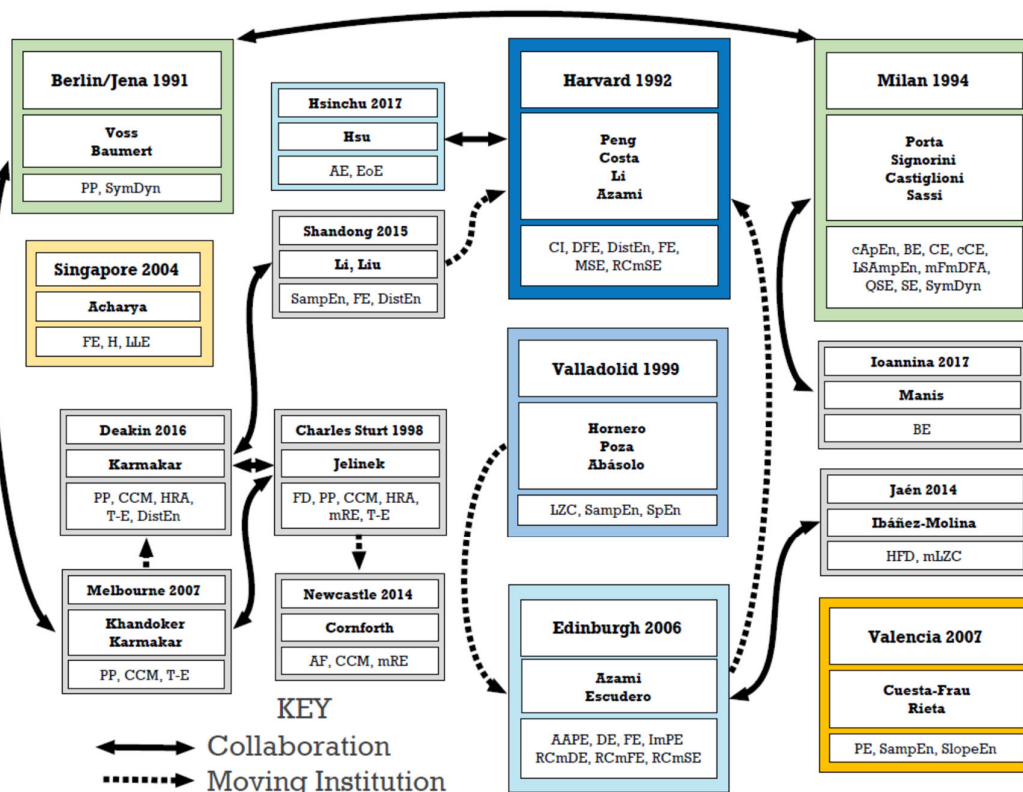 Berlin/Jena 1991
Voss
Baumert
PP, SymDyn
Hsinchu 2017
Hsu
AE, EoE
Harvard 1992
Peng
Costa
Li
Azami
CI, DFE, DistEn, FE,
MSE, RCmSE
Milan 1994
Porta
Signorini
Castiglioni
Sassi
cApEn, BE, CE, cCE,
LSAmpEn, mFmDFA,
QSE, SE, SymDyn
Singapore 2004
Acharya
FE, H, LLE
Shandong 2015
Li, Liu
SampEn, FE, DistEn
Valladolid 1999
Hornero
Poza
Abásolo
LZC, SampEn, SpEn
Ioannina 2017
Manis
BE
Deakin 2016
Karmakar
PP, CCM, HRA,
T-E, DistEn
Charles Sturt 1998
Jelinek
FD, PP, CCM, HRA,
mRE, T-E
Jaén 2014
Ibáñez-Molina
HFD, mLZC
Melbourne 2007
Khandoker
Karmakar
PP, CCM, T-E
Newcastle 2014
Cornforth
AF, CCM, mRE
Edinburgh 2006
Azami
Escudero
AAPE, DE, FE, ImPE
RCmDE, RCmFE, RCmSE
Valencia 2007
Cuesta-Frau
Rieta
PE, SampEn, SlopeEn
KEY
Collaboration
Moving Institution